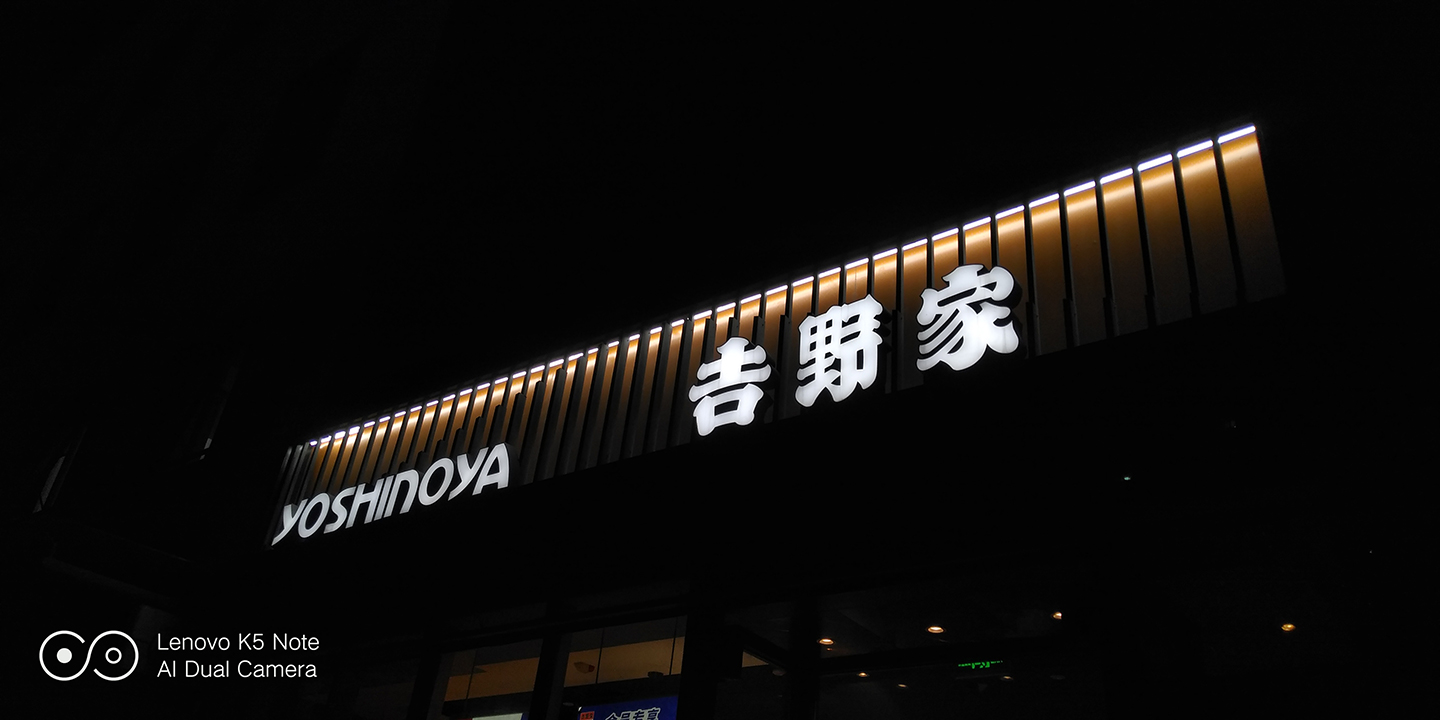 YOSHINOYA
吉野家
Lenovo K5 Note
AI Dual Camera